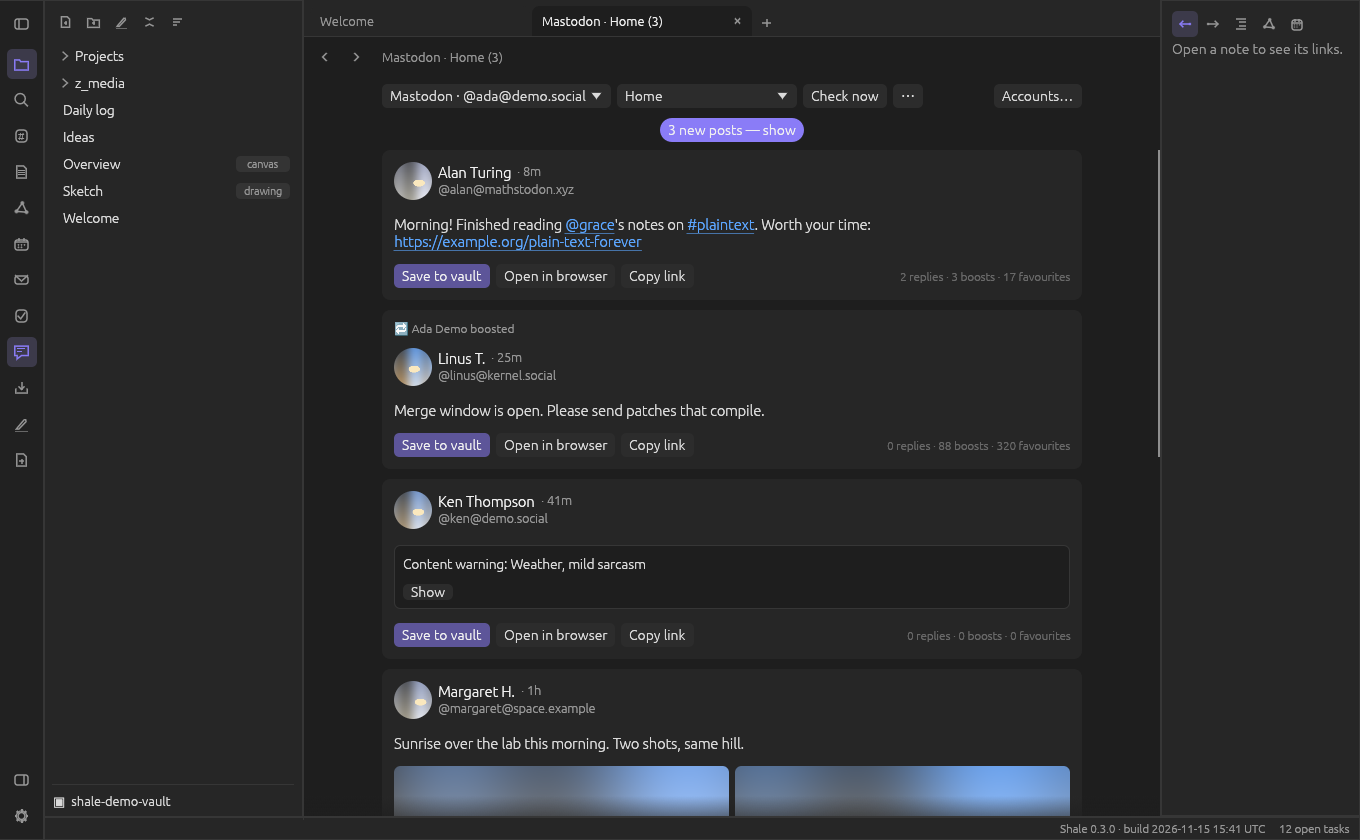 Welcome
Mastodon · Home (3)
×
+
Projects
z_media
Daily log
Ideas
Overview canvas
Sketch drawing
Welcome
shale-demo-vault
Mastodon · Home (3)
Mastodon · @ada@demo.social
Home
Check now
···
Accounts…
3 new posts — show
Alan Turing · 8m
@alan@mathstodon.xyz
Morning! Finished reading @grace's notes on #plaintext. Worth your time:
https://example.org/plain-text-forever
Save to vault Open in browser Copy link 2 replies · 3 boosts · 17 favourites
Ada Demo boosted
Linus T. · 25m
@linus@kernel.social
Merge window is open. Please send patches that compile.
Save to vault Open in browser Copy link 0 replies · 88 boosts · 320 favourites
Ken Thompson · 41m
@ken@demo.social
Content warning: Weather, mild sarcasm
Show
Save to vault Open in browser Copy link 0 replies · 0 boosts · 0 favourites
Margaret H. · 1h
@margaret@space.example
Sunrise over the lab this morning. Two shots, same hill.
Open a note to see its links.
Shale 0.3.0 · build 2026-11-15 15:41 UTC 12 open tasks